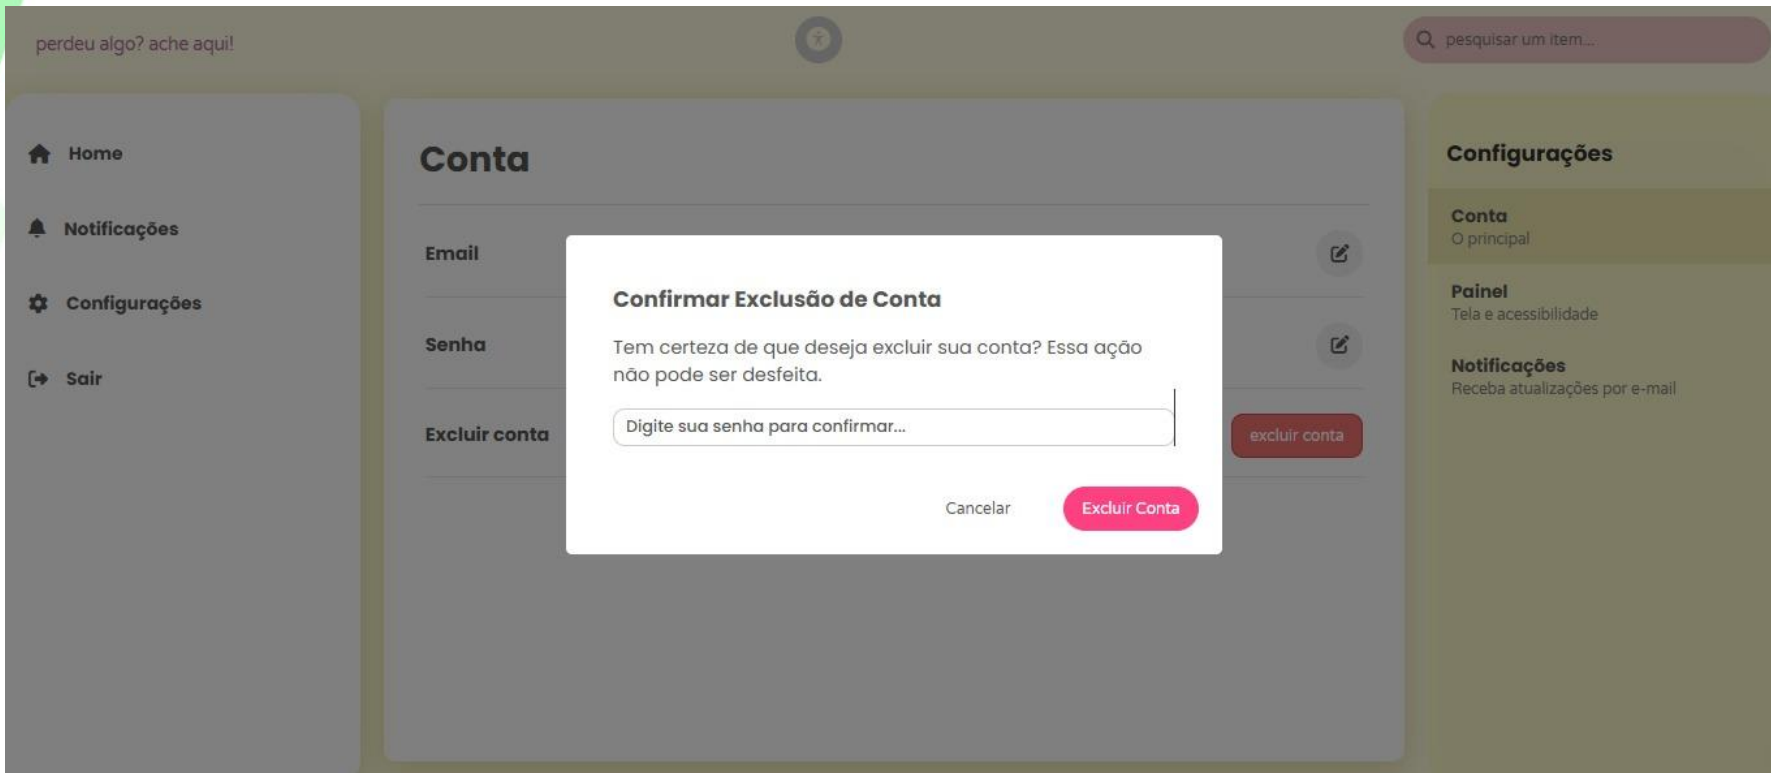 perdeu algo? ache aqui!
pesquisar um item...
Home
Notificações
Configurações
Sair
Conta
Email
Senha
Excluir conta
excluir conta
Confirmar Exclusão de Conta
Tem certeza de que deseja excluir sua conta? Essa ação
não pode ser desfeita.
Digite sua senha para confirmar...
Cancelar
Excluir Conta
Configurações
Conta
O principal
Painel
Tela e acessibilidade
Notificações
Receba atualizações por e-mail